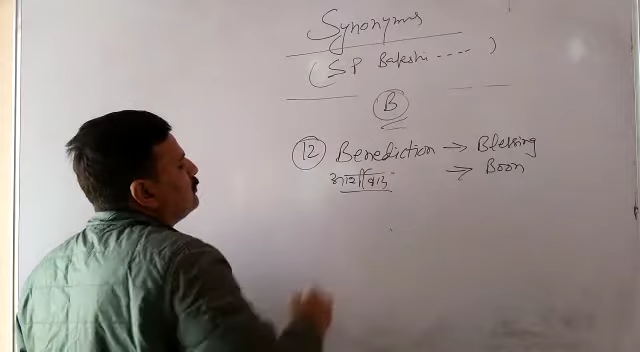 Synonyms
(SP Bakshi ----)
B
12 Benediction → Blessing
→ Boon
आशीर्वाद